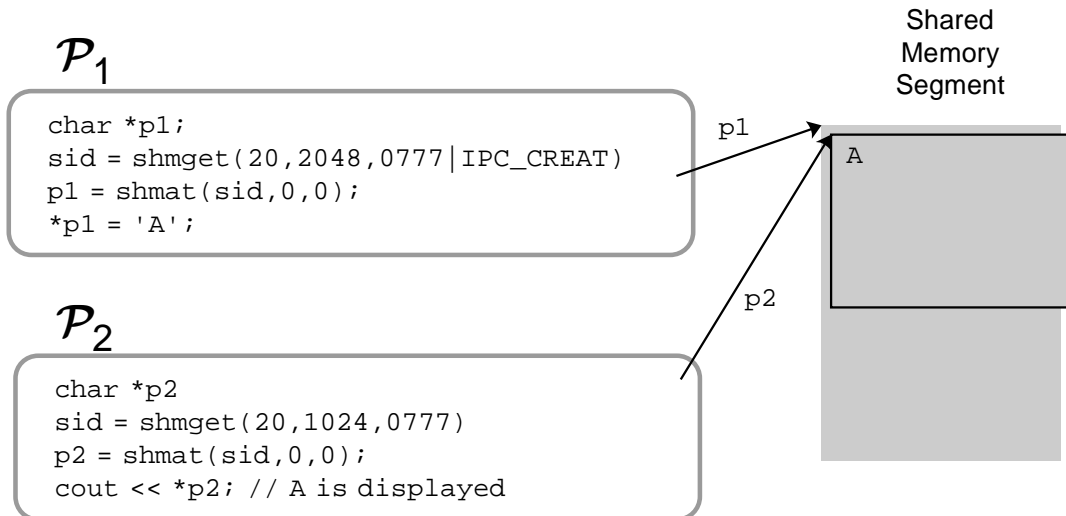 Shared
Memory
Segment
P1
char *p1;
sid = shmget(20,2048,0777|IPC_CREAT)
p1 = shmat(sid,0,0);
*p1 = 'A';
p1
A
p2
P2
char *p2
sid = shmget(20,1024,0777)
p2 = shmat(sid,0,0);
cout << *p2; // A is displayed